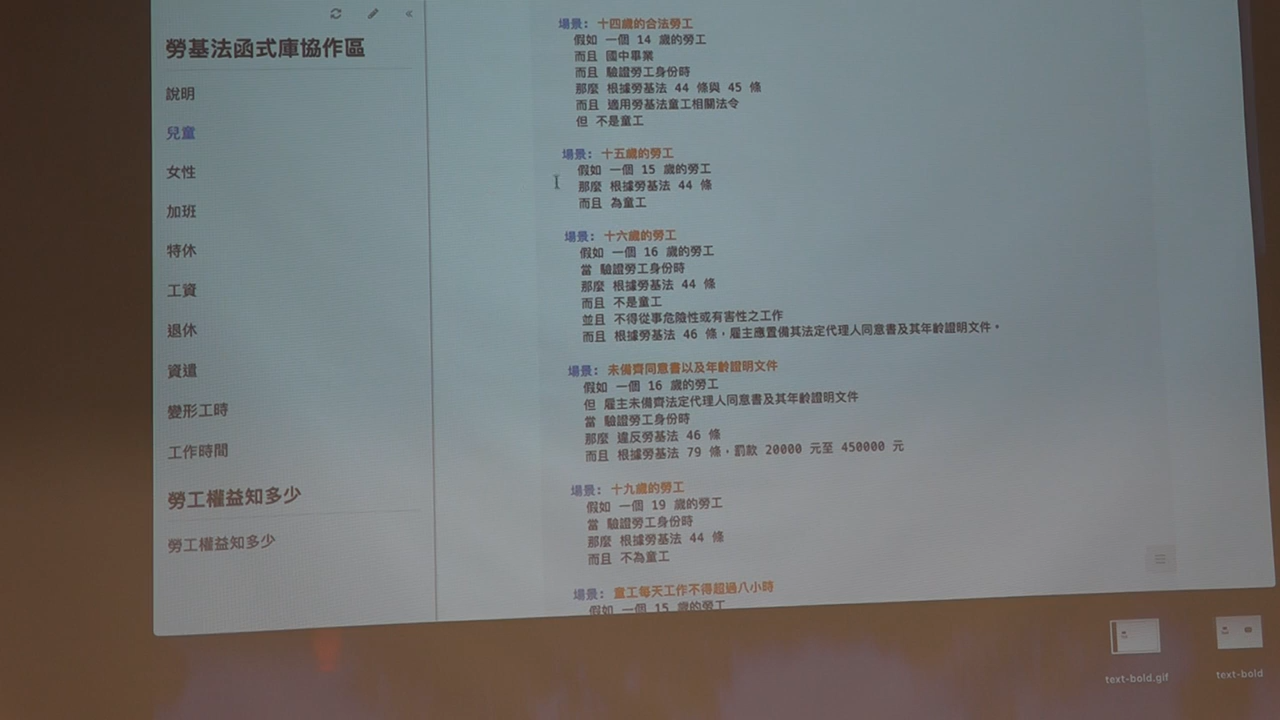 勞基法函式庫協作區
說明
兒童
女性
加班
特休
工資
退休
資遣
變形工時
工作時間
勞工權益知多少
勞工權益知多少
場景: 十四歲的合法勞工
假如 一個 14 歲的勞工
而且 國中畢業
而且 驗證勞工身份時
那麼 根據勞基法 44 條與 45 條
而且 適用勞基法童工相關法令
但 不是童工
場景: 十五歲的勞工
假如 一個 15 歲的勞工
那麼 根據勞基法 44 條
而且 為童工
場景: 十六歲的勞工
假如 一個 16 歲的勞工
當 驗證勞工身份時
那麼 根據勞基法 44 條
而且 不是童工
並且 不得從事危險性或有害性之工作
而且 根據勞基法 46 條，雇主應置備其法定代理人同意書及其年齡證明文件。
場景: 未備齊同意書以及年齡證明文件
假如 一個 16 歲的勞工
但 雇主未備齊法定代理人同意書及其年齡證明文件
當 驗證勞工身份時
那麼 違反勞基法 46 條
而且 根據勞基法 79 條，罰款 20000 元至 450000 元
場景: 十九歲的勞工
假如 一個 19 歲的勞工
當 驗證勞工身份時
那麼 根據勞基法 44 條
而且 不為童工
場景: 童工每天工作不得超過八小時
假如 一個 15 歲的勞工
text-bold.gif
text-bold